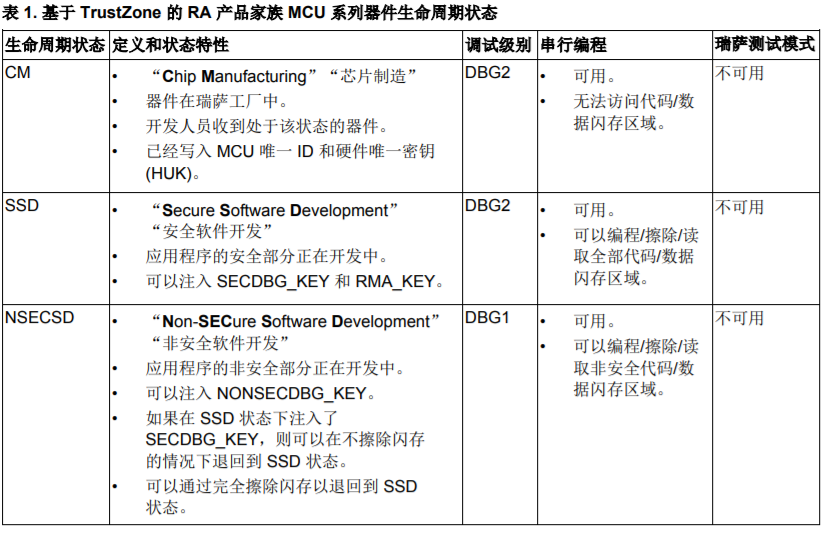 表 1. 基于 TrustZone 的 RA 产品家族 MCU 系列器件生命周期状态
生命周期状态 定义和状态特性 调试级别 串行编程 瑞萨测试模式
CM
• “Chip Manufacturing”“芯片制造”
• 器件在瑞萨工厂中。
• 开发人员收到处于该状态的器件。
• 已经写入 MCU 唯一 ID 和硬件唯一密钥
(HUK)。
DBG2
• 可用。
• 无法访问代码/数
据闪存区域。
不可用
SSD
• “Secure Software Development”
“安全软件开发”
• 应用程序的安全部分正在开发中。
• 可以注入 SECDBG_KEY 和 RMA_KEY。
DBG2
• 可用。
• 可以编程/擦除/读
取全部代码/数据
闪存区域。
不可用
NSECSD
• “Non-SECure Software Development”
“非安全软件开发”
• 应用程序的非安全部分正在开发中。
• 可以注入 NONSECDBG_KEY。
• 如果在 SSD 状态下注入了
SECDBG_KEY，则可以在不擦除闪存
的情况下退回到 SSD 状态。
• 可以通过完全擦除闪存以退回到 SSD
状态。
DBG1
• 可用。
• 可以编程/擦除/读
取非安全代码/数
据闪存区域。
不可用